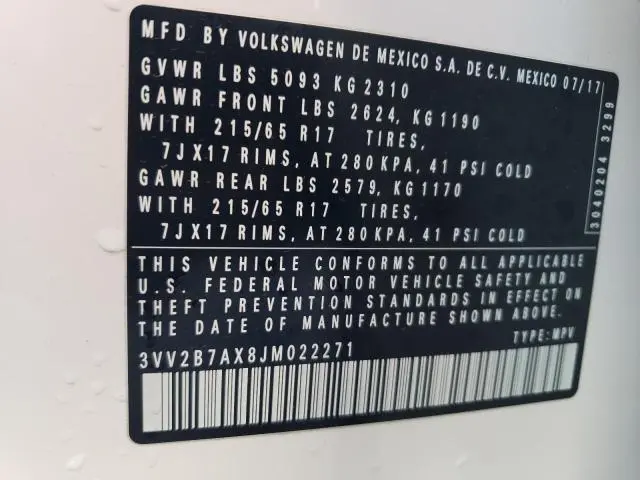 MFD BY VOLKSWAGEN DE MEXICO S.A. DE C.V. MEXICO 07/17
GVWR LBS 5093 KG 2310
GAWR FRONT LBS 2624, KG 1190
WITH 215/65 R17 TIRES,
7JX17 RIMS, AT 280 KPA, 41 PSI COLD
GAWR REAR LBS 2579, KG 1170
WITH 215/65 R17 TIRES,
7JX17 RIMS, AT 280 KPA, 41 PSI COLD
3040204 3299
THIS VEHICLE CONFORMS TO ALL APPLICABLE
U.S. FEDERAL MOTOR VEHICLE SAFETY AND
THEFT PREVENTION STANDARDS IN EFFECT ON
THE DATE OF MANUFACTURE SHOWN ABOVE.
3VV2B7AX8JM022271 TYPE:MPV